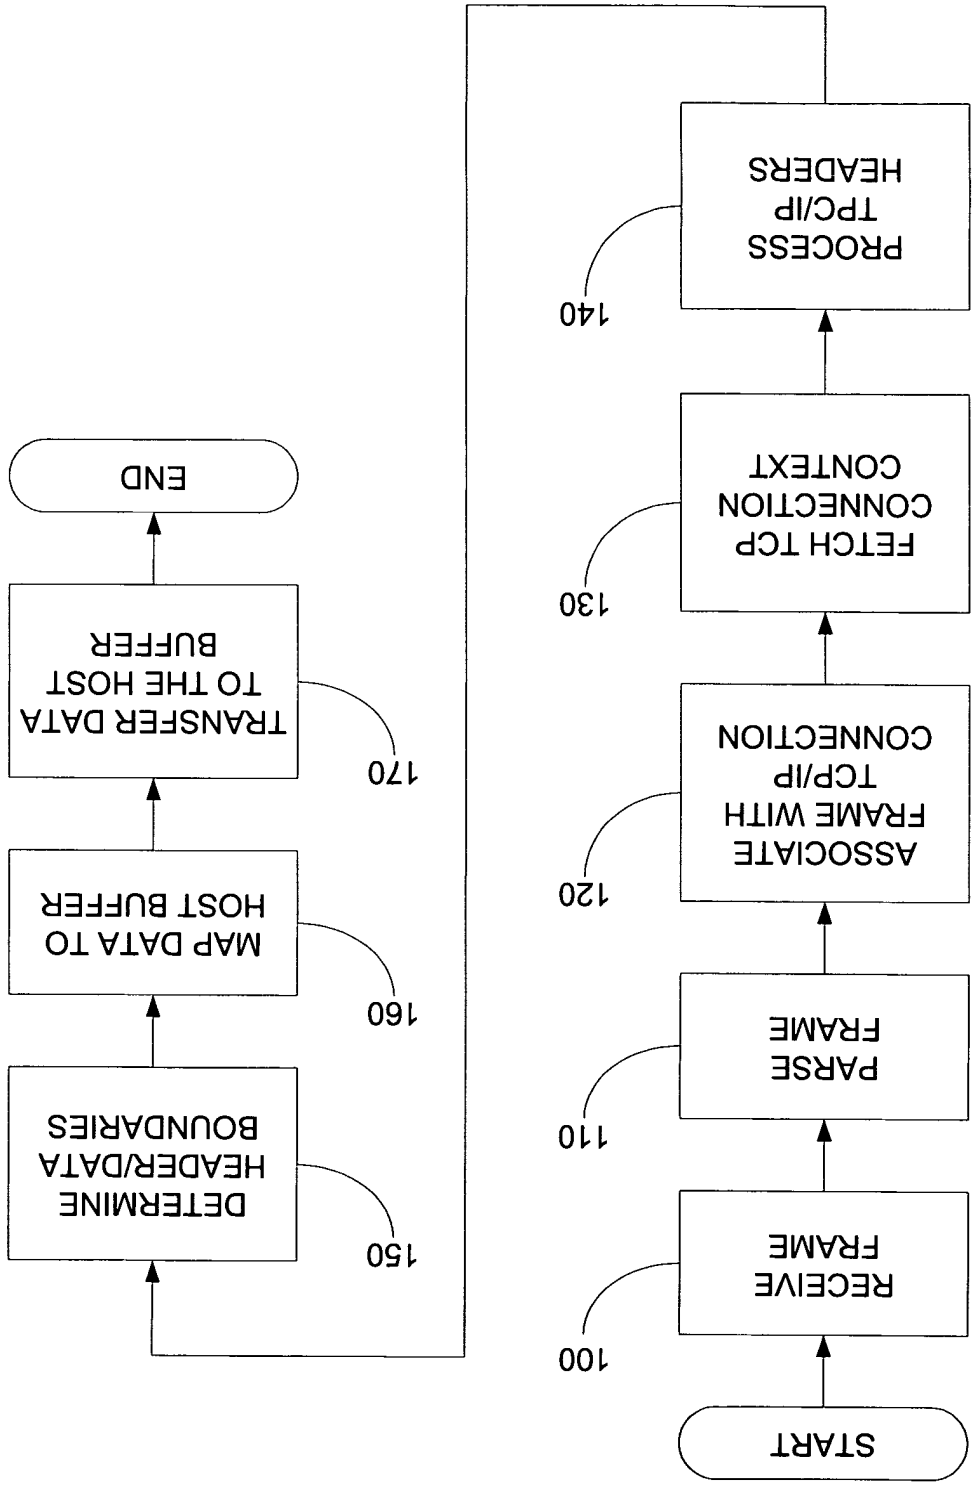 START
RECEIVE
FRAME
100
PARSE
FRAME
110
ASSOCIATE
FRAME WITH
TCP/IP
CONNECTION
120
FETCH TCP
CONNECTION
CONTEXT
130
PROCESS
TPC/IP
HEADERS
140
DETERMINE
HEADER/DATA
BOUNDARIES
150
MAP DATA TO
HOST BUFFER
160
TRANSFER DATA
TO THE HOST
BUFFER
170
END